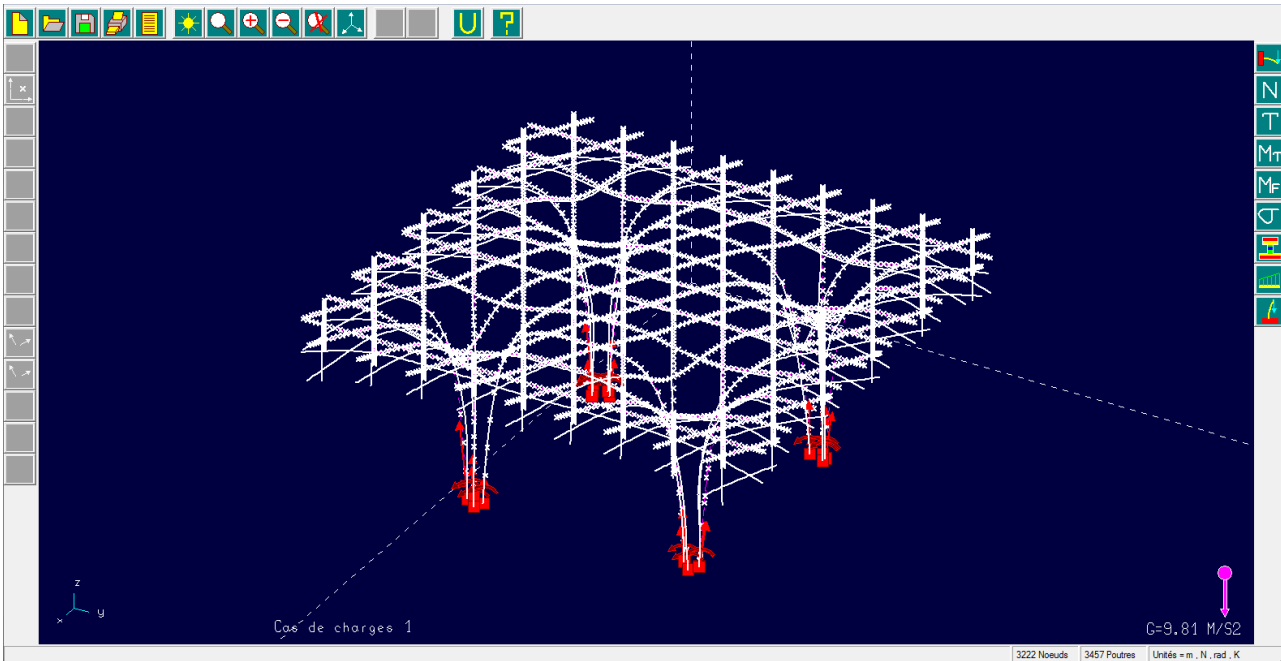 U ?
N
T
MT
MF
σ
z
x y
Cas de charges 1
G=9.81 M/S2
3222 Noeuds 3457 Poutres Unités = m , N , rad , K